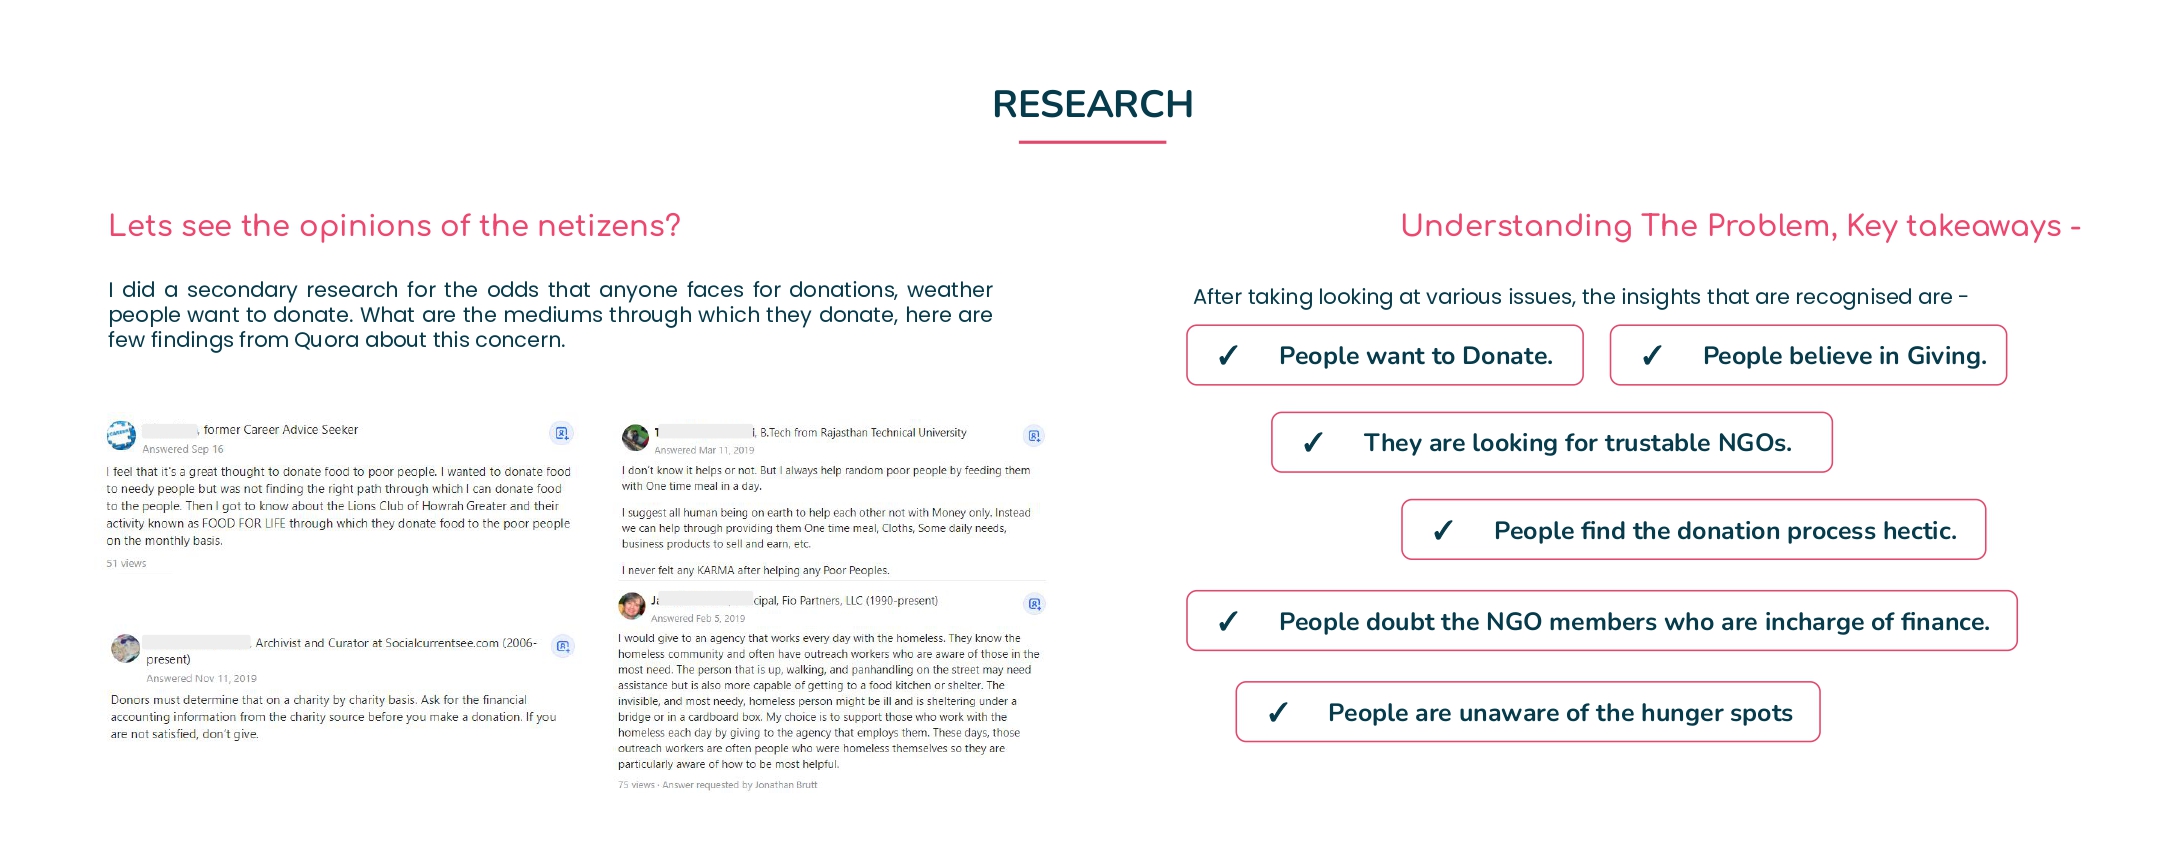 RESEARCH
Lets see the opinions of the netizens?
I did a secondary research for the odds that anyone faces for donations, weather
people want to donate. What are the mediums through which they donate, here are
few findings from Quora about this concern.
, former Career Advice Seeker
Answered Sep 16
I feel that it's a great thought to donate food to poor people. I wanted to donate food
to needy people but was not finding the right path through which I can donate food
to the people. Then I got to know about the Lions Club of Howrah Greater and their
activity known as FOOD FOR LIFE through which they donate food to the poor people
on the monthly basis.
51 views
, Archivist and Curator at Socialcurrentsee.com (2006-
present)
Answered Nov 11, 2019
Donors must determine that on a charity by charity basis. Ask for the financial
accounting information from the charity source before you make a donation. If you
are not satisfied, don't give.
i, B.Tech from Rajasthan Technical University
Answered Mar 11, 2019
I don't know it helps or not. But I always help random poor people by feeding them
with One time meal in a day.
I suggest all human being on earth to help each other not with Money only. Instead
we can help through providing them One time meal, Cloths, Some daily needs,
business products to sell and earn, etc.
I never felt any KARMA after helping any Poor Peoples.
Ja cipal, Fio Partners, LLC (1990-present)
Answered Feb 5, 2019
I would give to an agency that works every day with the homeless. They know the
homeless community and often have outreach workers who are aware of those in the
most need. The person that is up, walking, and panhandling on the street may need
assistance but is also more capable of getting to a food kitchen or shelter. The
invisible, and most needy, homeless person might be ill and is sheltering under a
bridge or in a cardboard box. My choice is to support those who work with the
homeless each day by giving to the agency that employs them. These days, those
outreach workers are often people who were homeless themselves so they are
particularly aware of how to be most helpful.
75 views · Answer requested by Jonathan Brutt
Understanding The Problem, Key takeaways -
After taking looking at various issues, the insights that are recognised are -
✓ People want to Donate.
✓ People believe in Giving.
✓ They are looking for trustable NGOs.
✓ People find the donation process hectic.
✓ People doubt the NGO members who are incharge of finance.
✓ People are unaware of the hunger spots